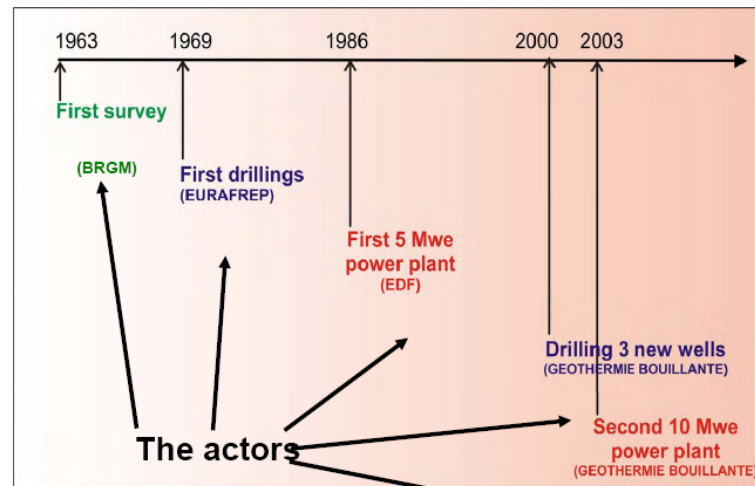 1963
1969
1986
2000
2003
First survey
(BRGM)
First drillings
(EURAFREP)
First 5 Mwe
power plant
(EDF)
Drilling 3 new wells
(GEOTHERMIE BOUILLANTE)
Second 10 Mwe
power plant
(GEOTHERMIE BOUILLANTE)
The actors